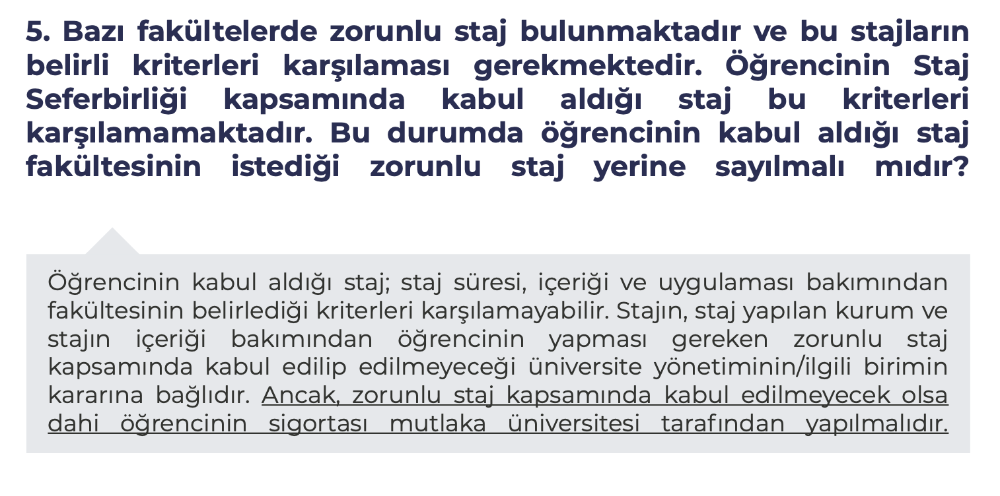 5. Bazı fakültelerde zorunlu staj bulunmaktadır ve bu stajların
belirli kriterleri karşılaması gerekmektedir. Öğrencinin Staj
Seferbirliği kapsamında kabul aldığı staj bu kriterleri
karşılamamaktadır. Bu durumda öğrencinin kabul aldığı staj
fakültesinin istediği zorunlu staj yerine sayılmalı mıdır?
Öğrencinin kabul aldığı staj; staj süresi, içeriği ve uygulaması bakımından
fakültesinin belirlediği kriterleri karşılamayabilir. Stajın, staj yapılan kurum ve
stajın içeriği bakımından öğrencinin yapması gereken zorunlu staj
kapsamında kabul edilip edilmeyeceği üniversite yönetiminin/ilgili birimin
kararına bağlıdır. Ancak, zorunlu staj kapsamında kabul edilmeyecek olsa
dahi öğrencinin sigortası mutlaka üniversitesi tarafından yapılmalıdır.